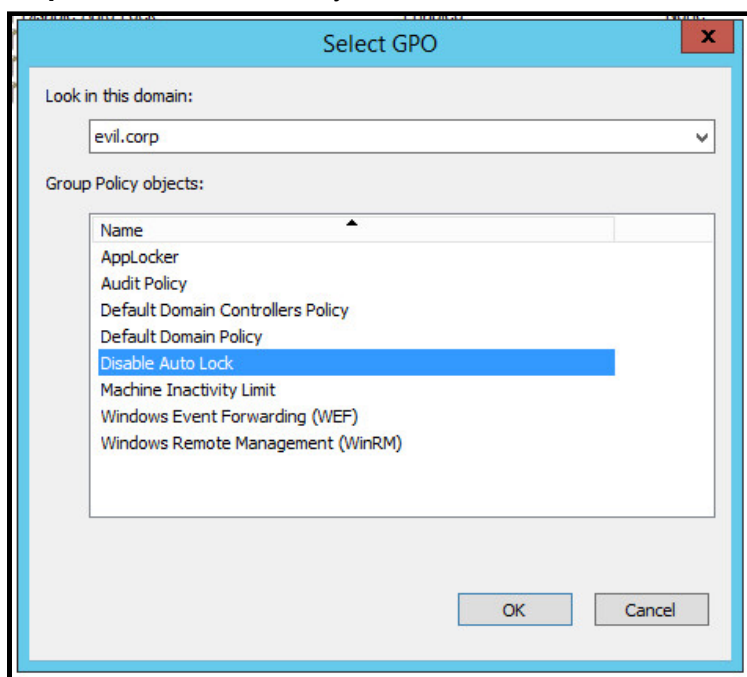 Select GPO
x
Look in this domain:
evil.corp
Group Policy objects:
Name
AppLocker
Audit Policy
Default Domain Controllers Policy
Default Domain Policy
Disable Auto Lock
Machine Inactivity Limit
Windows Event Forwarding (WEF)
Windows Remote Management (WinRM)
OK Cancel